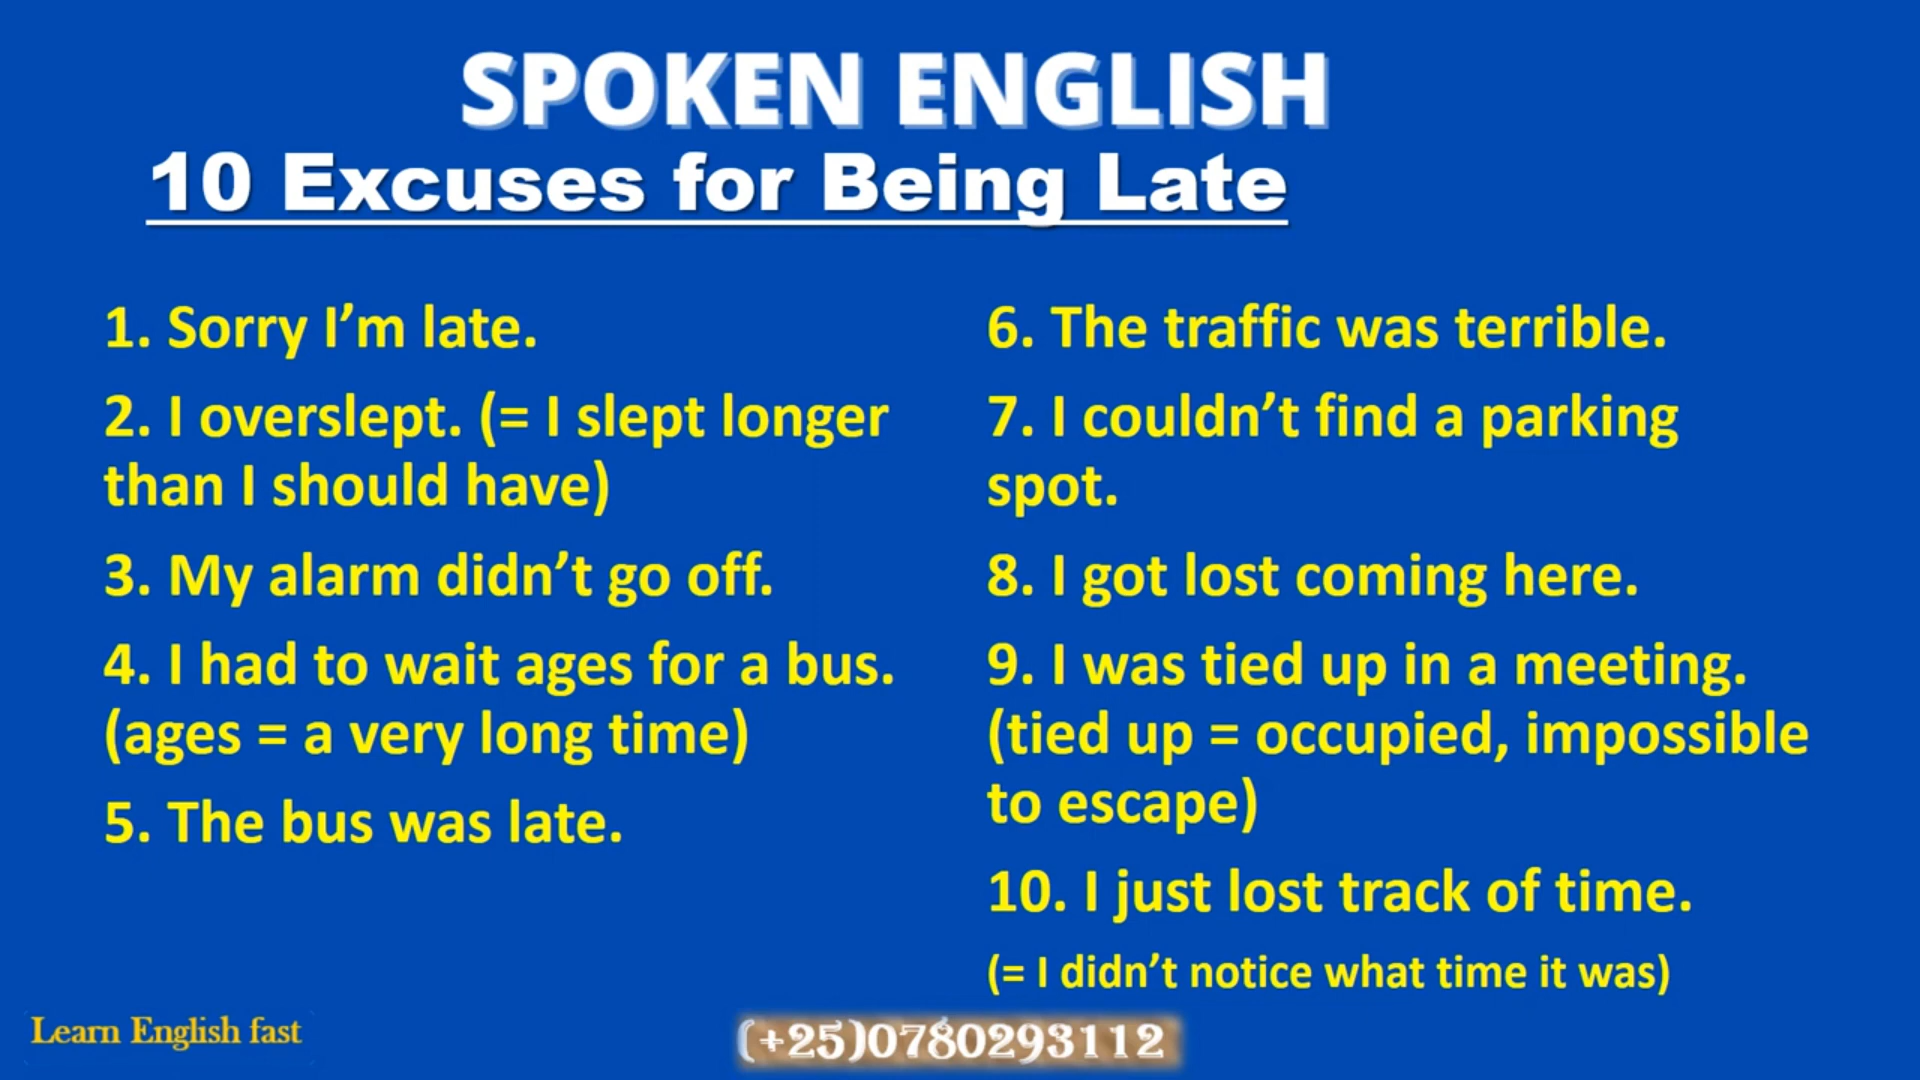 SPOKEN ENGLISH
10 Excuses for Being Late
1. Sorry I’m late.
2. I overslept. (= I slept longer
than I should have)
3. My alarm didn’t go off.
4. I had to wait ages for a bus.
(ages = a very long time)
5. The bus was late.
6. The traffic was terrible.
7. I couldn’t find a parking
spot.
8. I got lost coming here.
9. I was tied up in a meeting.
(tied up = occupied, impossible
to escape)
10. I just lost track of time.
(= I didn’t notice what time it was)
Learn English fast
(+25)0780293112